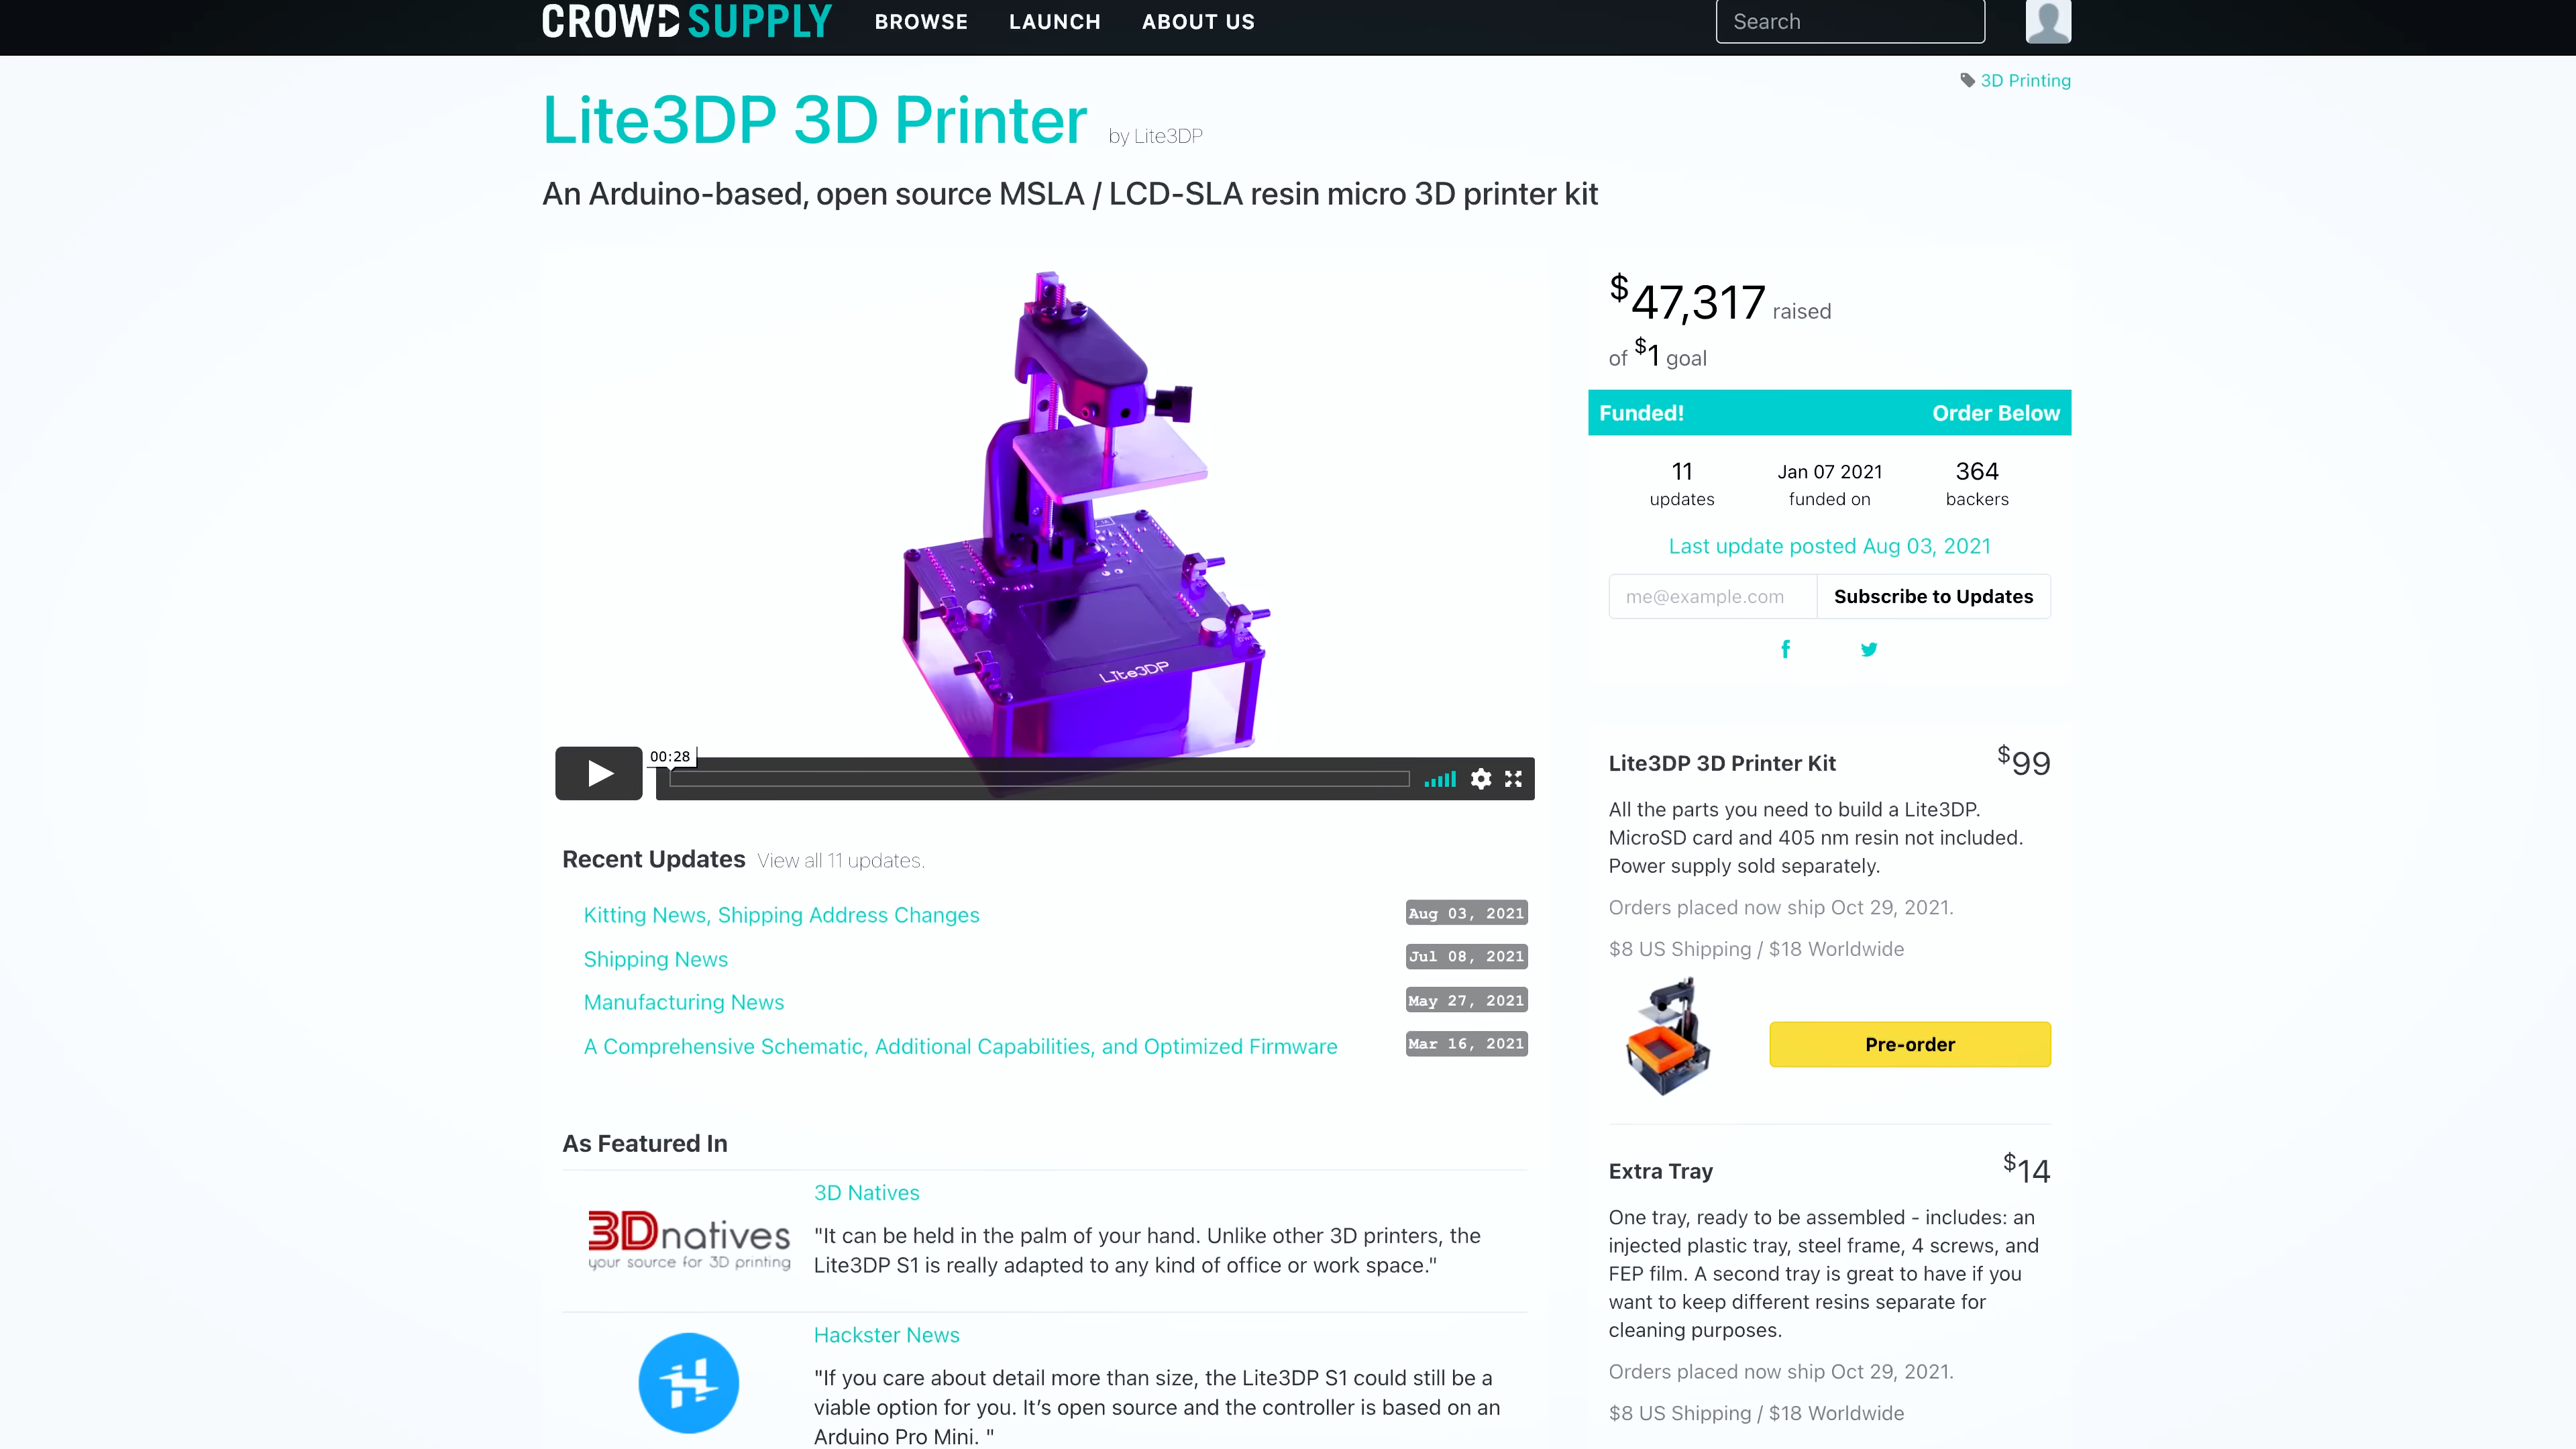 CROWD SUPPLY
BROWSE
LAUNCH
ABOUT US
Search
3D Printing
Lite3DP 3D Printer by Lite3DP
An Arduino-based, open source MSLA / LCD-SLA resin micro 3D printer kit
Lite3DP
00:28
Recent Updates View all 11 updates.
Kitting News, Shipping Address Changes Aug 03, 2021
Shipping News Jul 08, 2021
Manufacturing News May 27, 2021
A Comprehensive Schematic, Additional Capabilities, and Optimized Firmware Mar 16, 2021
As Featured In
3Dnatives
your source for 3D printing
3D Natives
"It can be held in the palm of your hand. Unlike other 3D printers, the
Lite3DP S1 is really adapted to any kind of office or work space."
Hackster News
"If you care about detail more than size, the Lite3DP S1 could still be a
viable option for you. It's open source and the controller is based on an
Arduino Pro Mini. "
$47,317 raised
of $1 goal
Funded! Order Below
11 Jan 07 2021 364
updates funded on backers
Last update posted Aug 03, 2021
me@example.com Subscribe to Updates
Lite3DP 3D Printer Kit $99
All the parts you need to build a Lite3DP.
MicroSD card and 405 nm resin not included.
Power supply sold separately.
Orders placed now ship Oct 29, 2021.
$8 US Shipping / $18 Worldwide
Pre-order
Extra Tray $14
One tray, ready to be assembled - includes: an
injected plastic tray, steel frame, 4 screws, and
FEP film. A second tray is great to have if you
want to keep different resins separate for
cleaning purposes.
Orders placed now ship Oct 29, 2021.
$8 US Shipping / $18 Worldwide